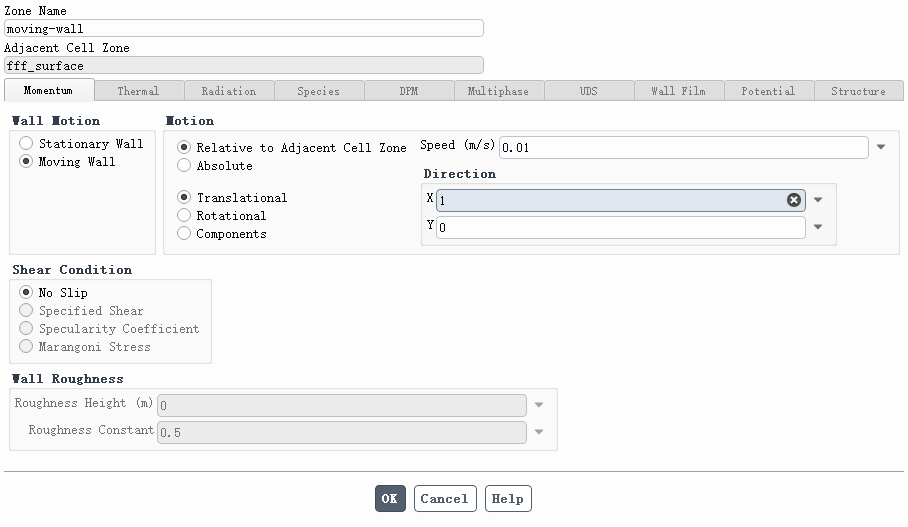 Zone Name
moving-wall
Adjacent Cell Zone
fff_surface
Momentum Thermal Radiation Species DPM Multiphase UDS Wall Film Potential Structure
Wall Motion
Stationary Wall
Moving Wall
Motion
Relative to Adjacent Cell Zone
Absolute
Translational
Rotational
Components
Speed (m/s) 0.01
Direction
X 1
Y 0
Shear Condition
No Slip
Specified Shear
Specularity Coefficient
Marangoni Stress
Wall Roughness
Roughness Height (m) 0
Roughness Constant 0.5
OK Cancel Help